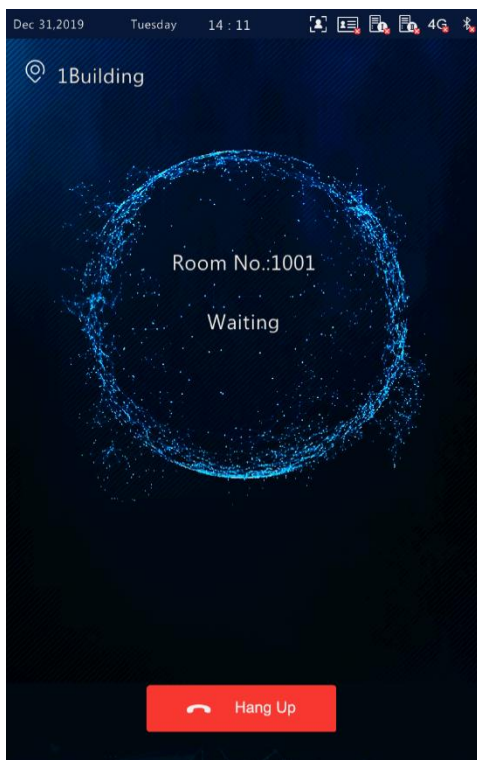 Dec 31,2019 Tuesday 14 : 11 4G
1Building
Room No.:1001
Waiting
Hang Up